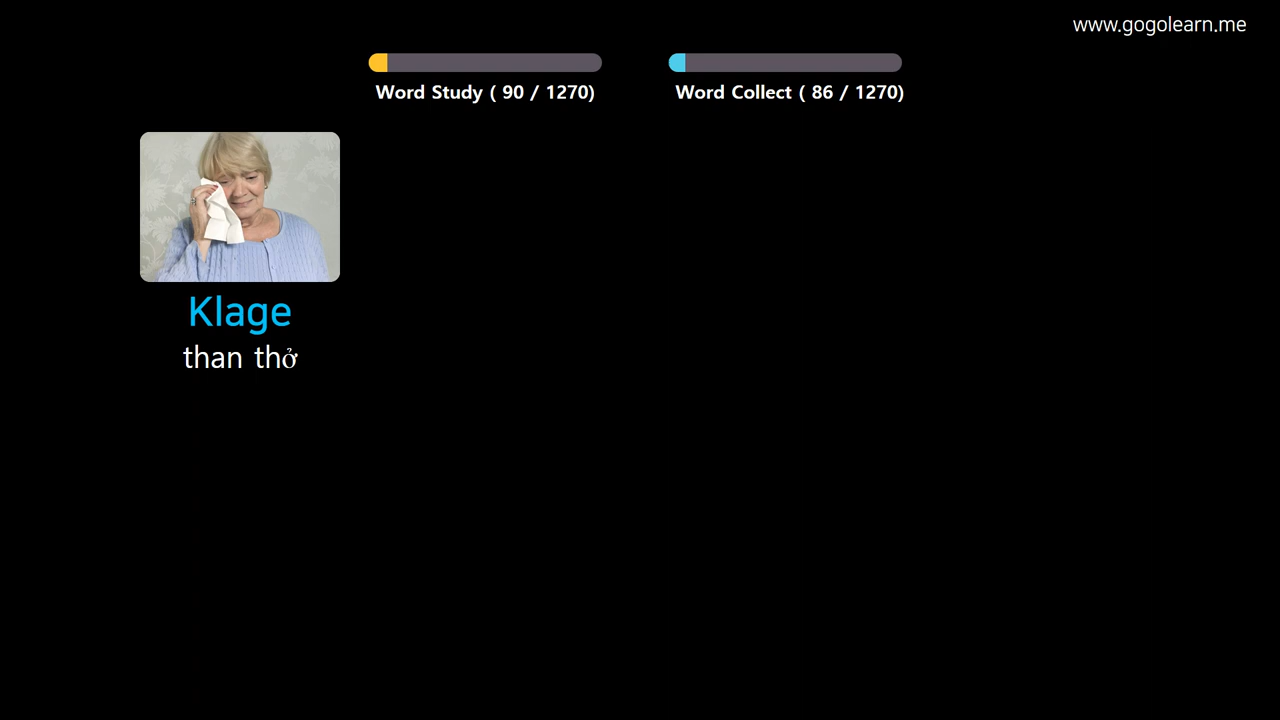 www.gogolearn.me
Word Study ( 90 / 1270)
Word Collect ( 86 / 1270)
Klage
than thở